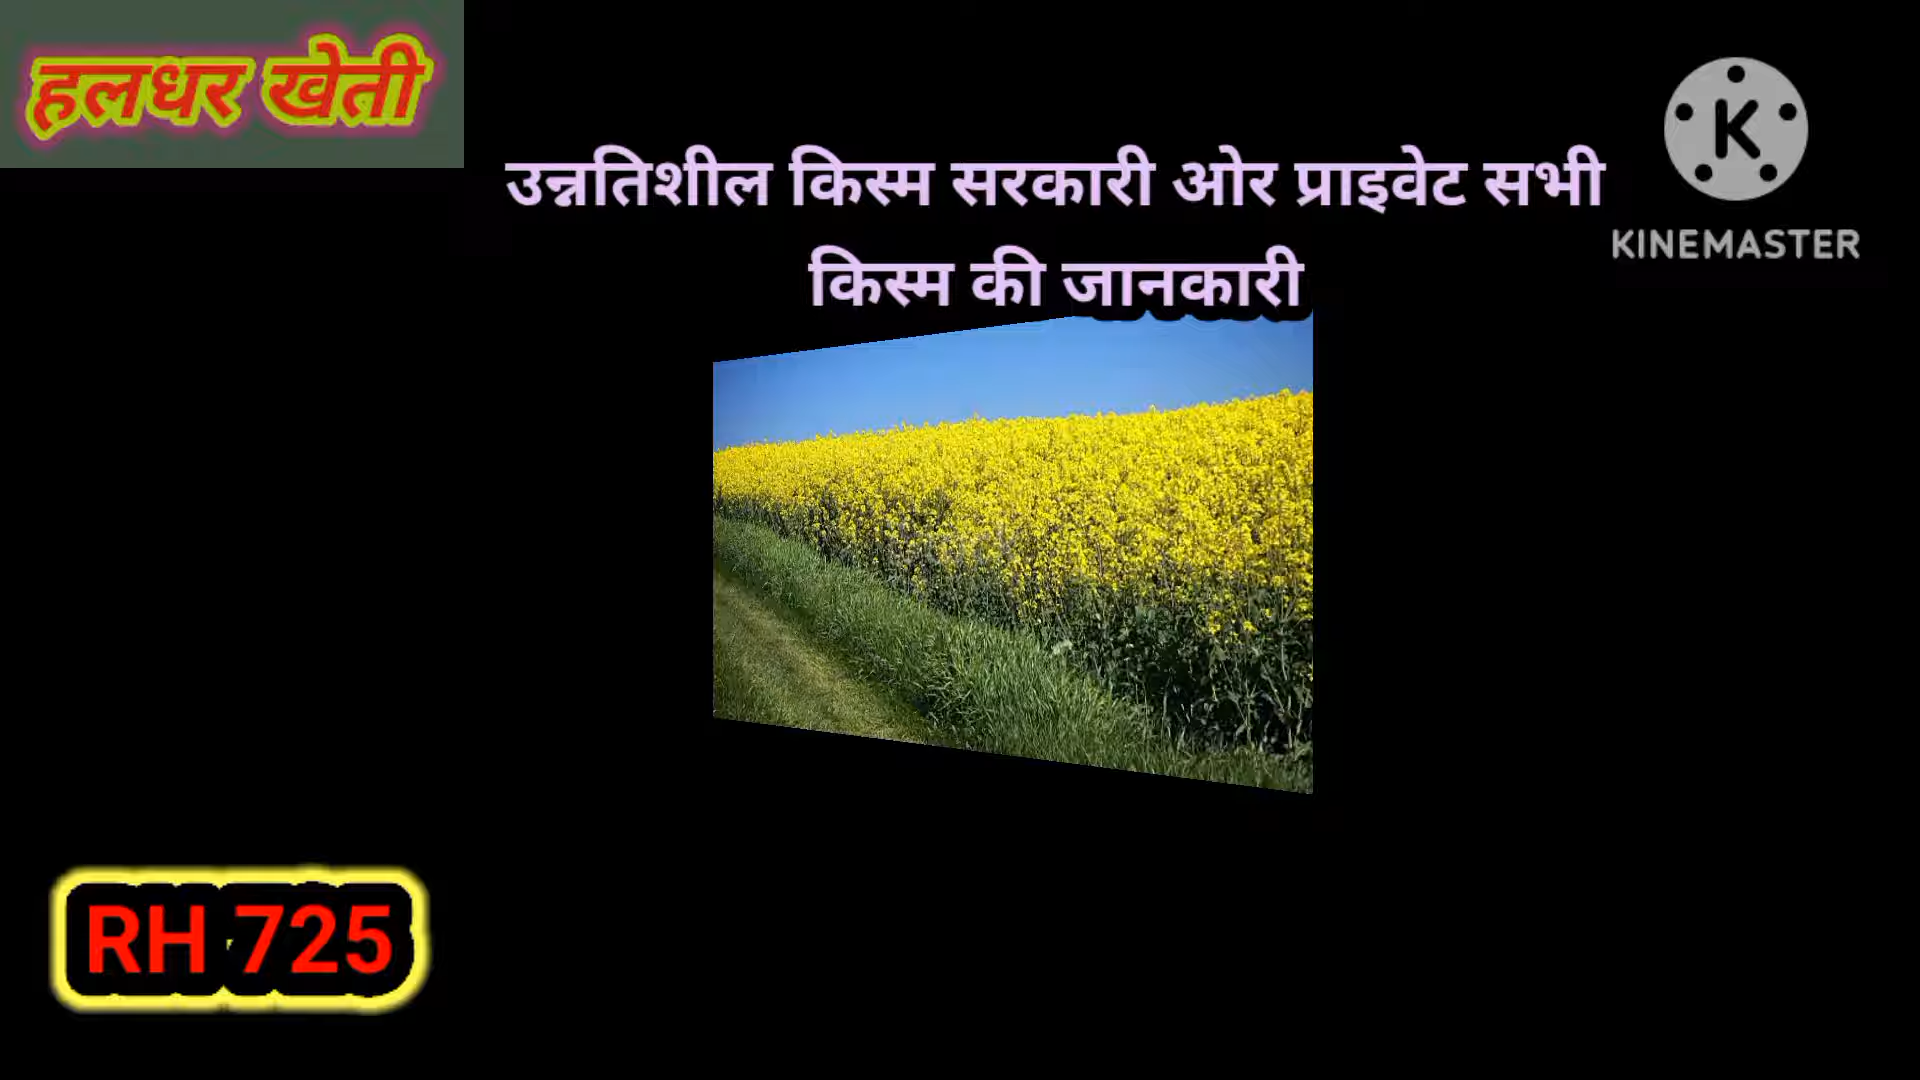 हलधर खेती
उन्नतिशील किस्म सरकारी ओर प्राइवेट सभी
किस्म की जानकारी
K
KINEMASTER
RH 725